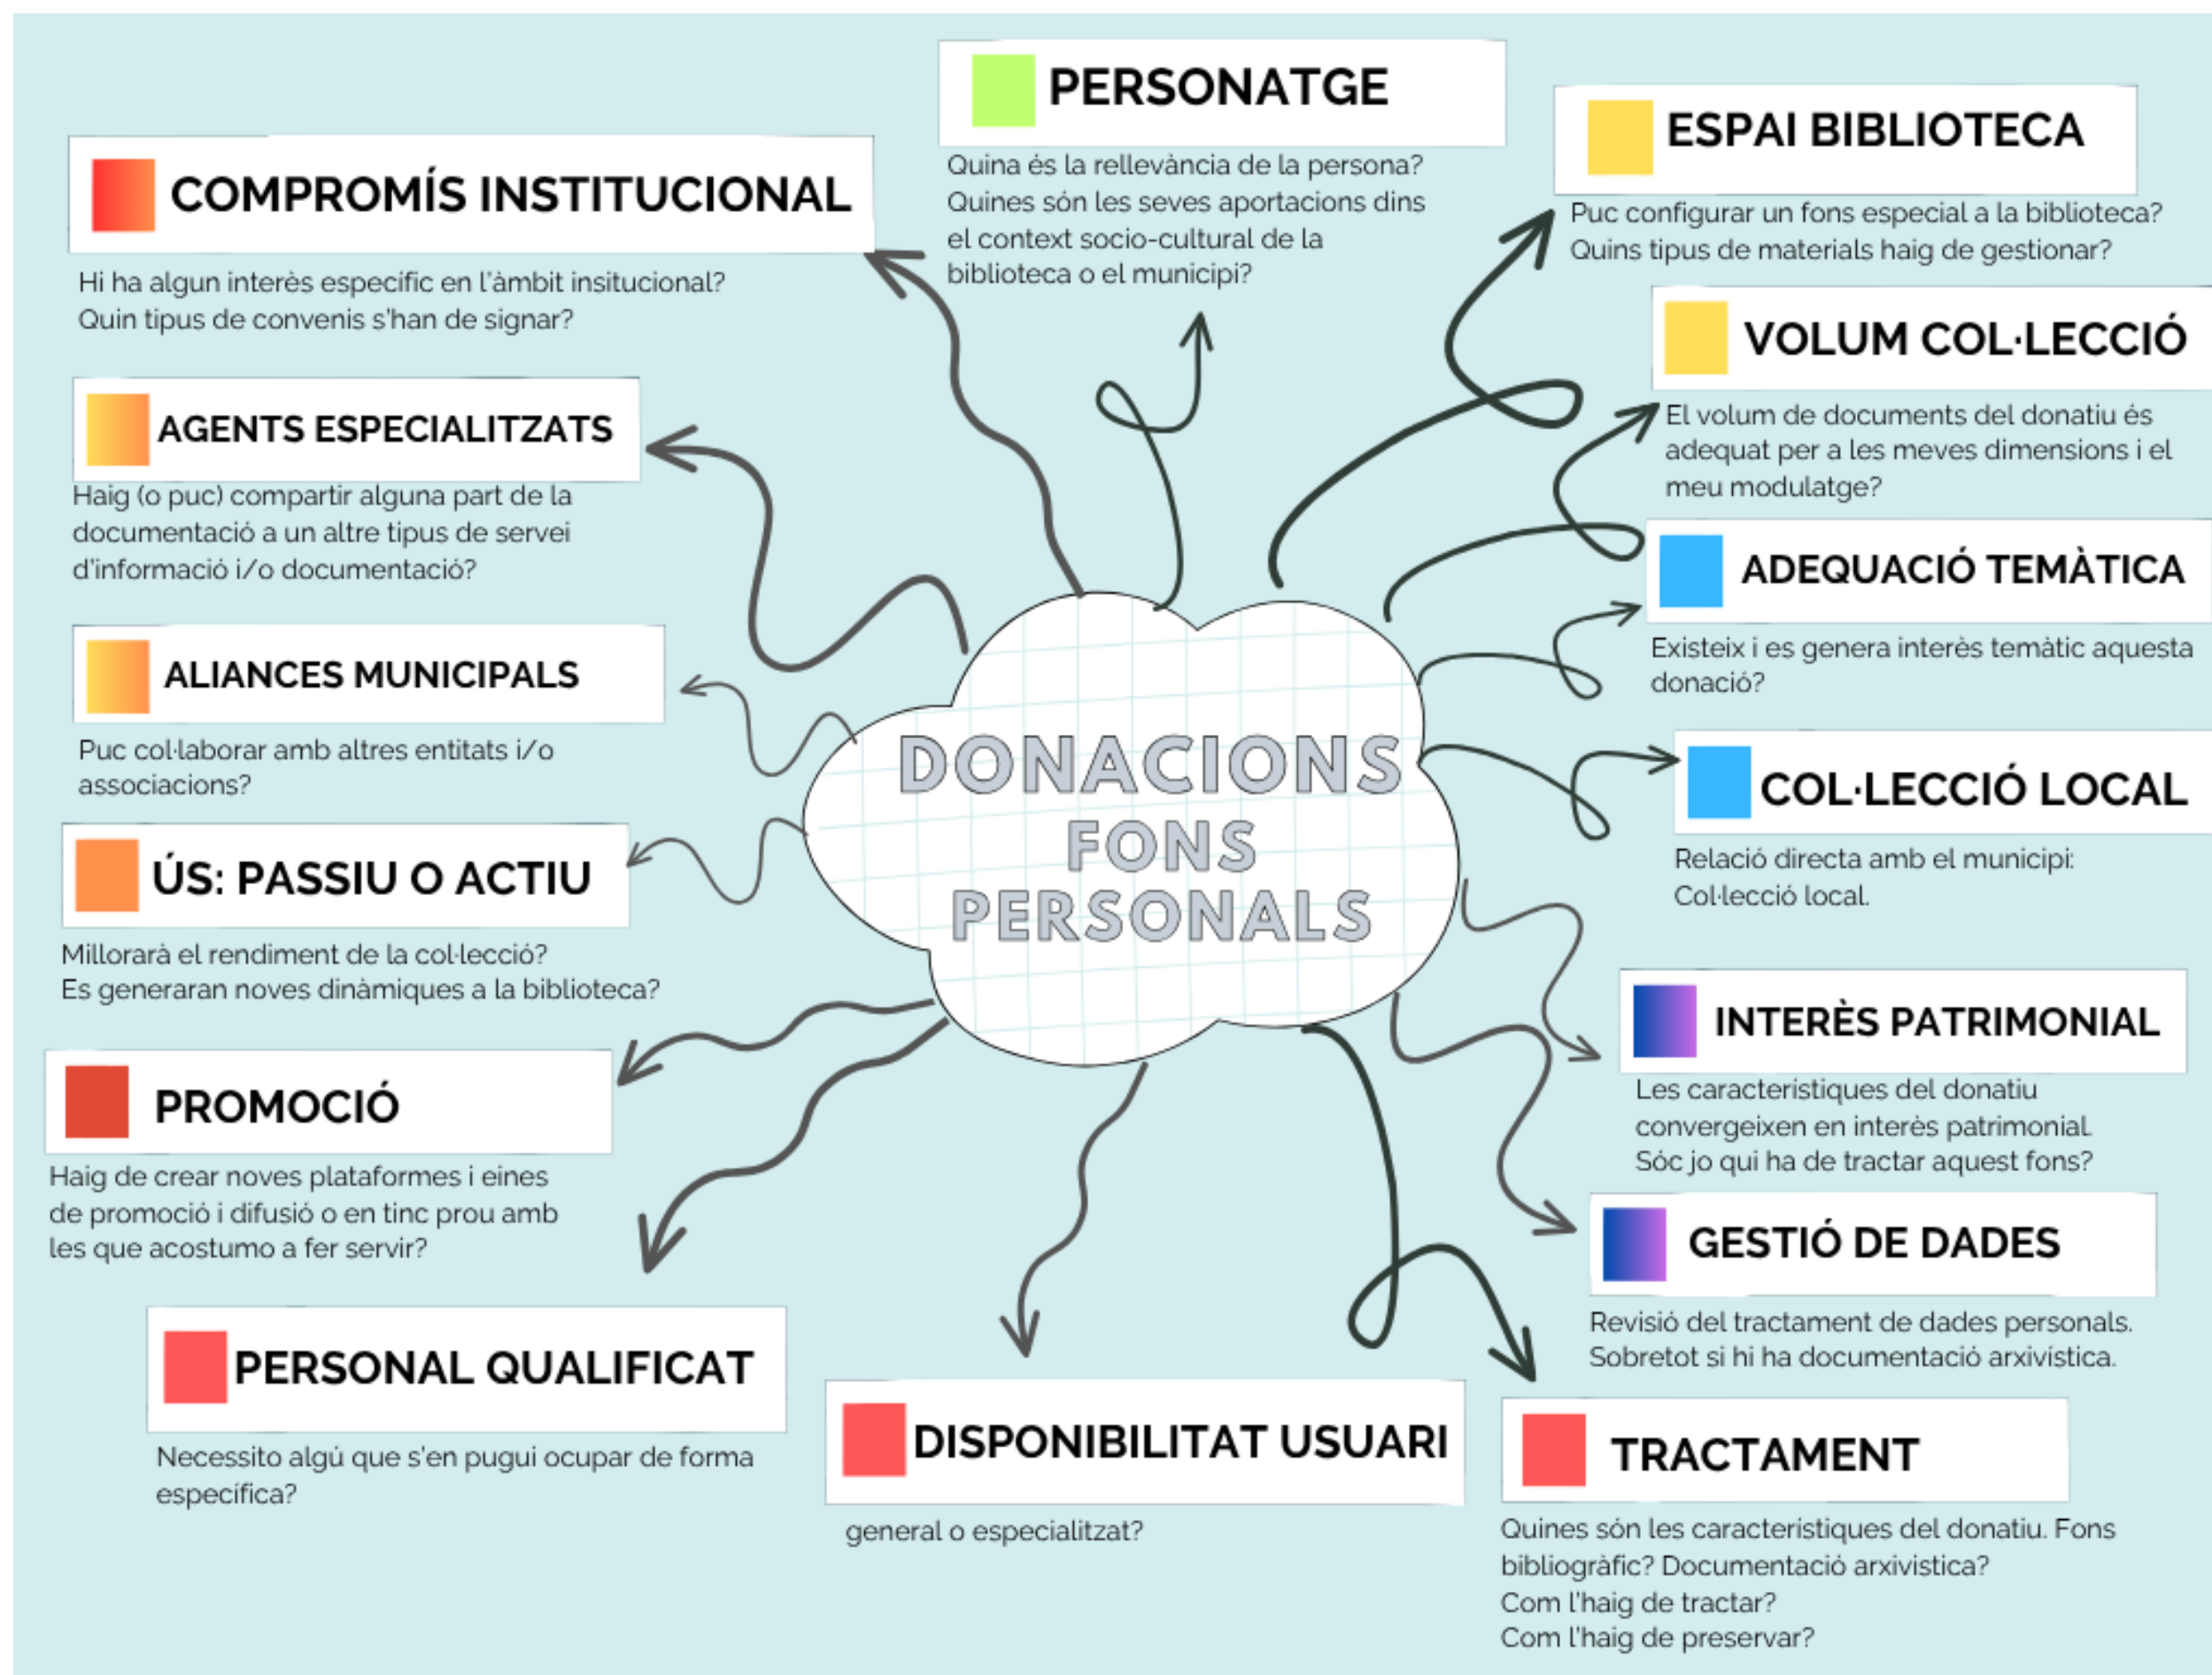 PERSONATGE
Quina és la rellevància de la persona?
Quines són les seves aportacions dins
el context socio-cultural de la
biblioteca o el municipi?
ESPAI BIBLIOTECA
Puc configurar un fons especial a la biblioteca?
Quins tipus de materials haig de gestionar?
VOLUM COL·LECCIÓ
El volum de documents del donatiu és
adequat per a les meves dimensions i el
meu modulatge?
ADEQUACIÓ TEMÀTICA
Existeix i es genera interès temàtic aquesta
donació?
COL·LECCIÓ LOCAL
Relació directa amb el municipi:
Col·lecció local.
INTERÈS PATRIMONIAL
Les característiques del donatiu
convergeixen en interès patrimonial.
Sóc jo qui ha de tractar aquest fons?
GESTIÓ DE DADES
Revisió del tractament de dades personals.
Sobretot si hi ha documentació arxivística.
TRACTAMENT
Quines són les característiques del donatiu. Fons
bibliogràfic? Documentació arxivistica?
Com l'haig de tractar?
Com l'haig de preservar?
DISPONIBILITAT USUARI
general o especialitzat?
PERSONAL QUALIFICAT
Necessito algú que s'en pugui ocupar de forma
específica?
PROMOCIÓ
Haig de crear noves plataformes i eines
de promoció i difusió o en tinc prou amb
les que acostumo a fer servir?
ÚS: PASSIU O ACTIU
Millorarà el rendiment de la col·lecció?
Es generaran noves dinàmiques a la biblioteca?
ALIANCES MUNICIPALS
Puc col·laborar amb altres entitats i/o
associacions?
AGENTS ESPECIALITZATS
Haig (o puc) compartir alguna part de la
documentació a un altre tipus de servei
d'informació i/o documentació?
COMPROMÍS INSTITUCIONAL
Hi ha algun interès específic en l'àmbit insitucional?
Quin tipus de convenis s'han de signar?
DONACIONS
FONS
PERSONALS